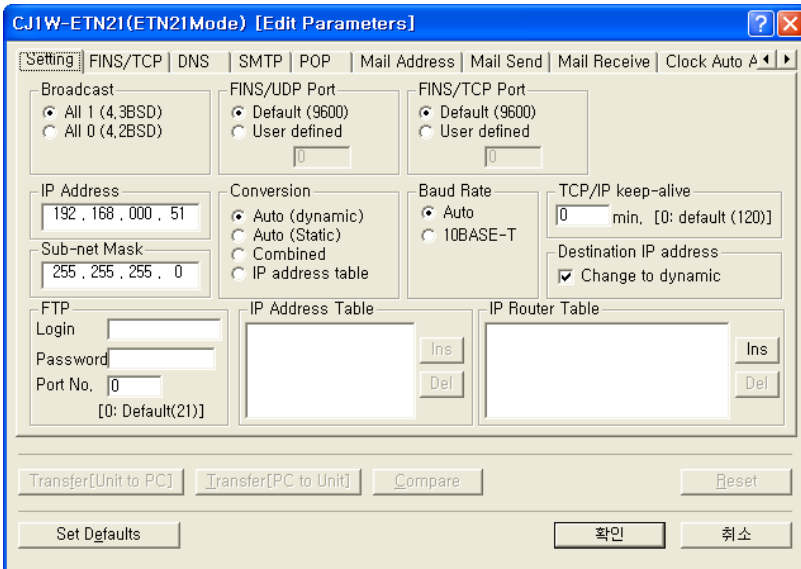 CJ1W-ETN21(ETN21Mode) [Edit Parameters]
Setting FINS/TCP DNS SMTP POP Mail Address Mail Send Mail Receive Clock Auto A
Broadcast
All 1 (4,3BSD)
All 0 (4,2BSD)
FINS/UDP Port
Default (9600)
User defined
0
FINS/TCP Port
Default (9600)
User defined
0
IP Address
192 , 168 , 000 , 51
Sub-net Mask
255 , 255 , 255 , 0
Conversion
Auto (dynamic)
Auto (Static)
Combined
IP address table
Baud Rate
Auto
10BASE-T
TCP/IP keep-alive
0 min, [0: default (120)]
Destination IP address
Change to dynamic
FTP
Login
Password
Port No, 0
[0: Default(21)]
IP Address Table
Ins
Del
IP Router Table
Ins
Del
Transfer[Unit to PC] Transfer[PC to Unit] Compare Reset
Set Defaults 확인 취소